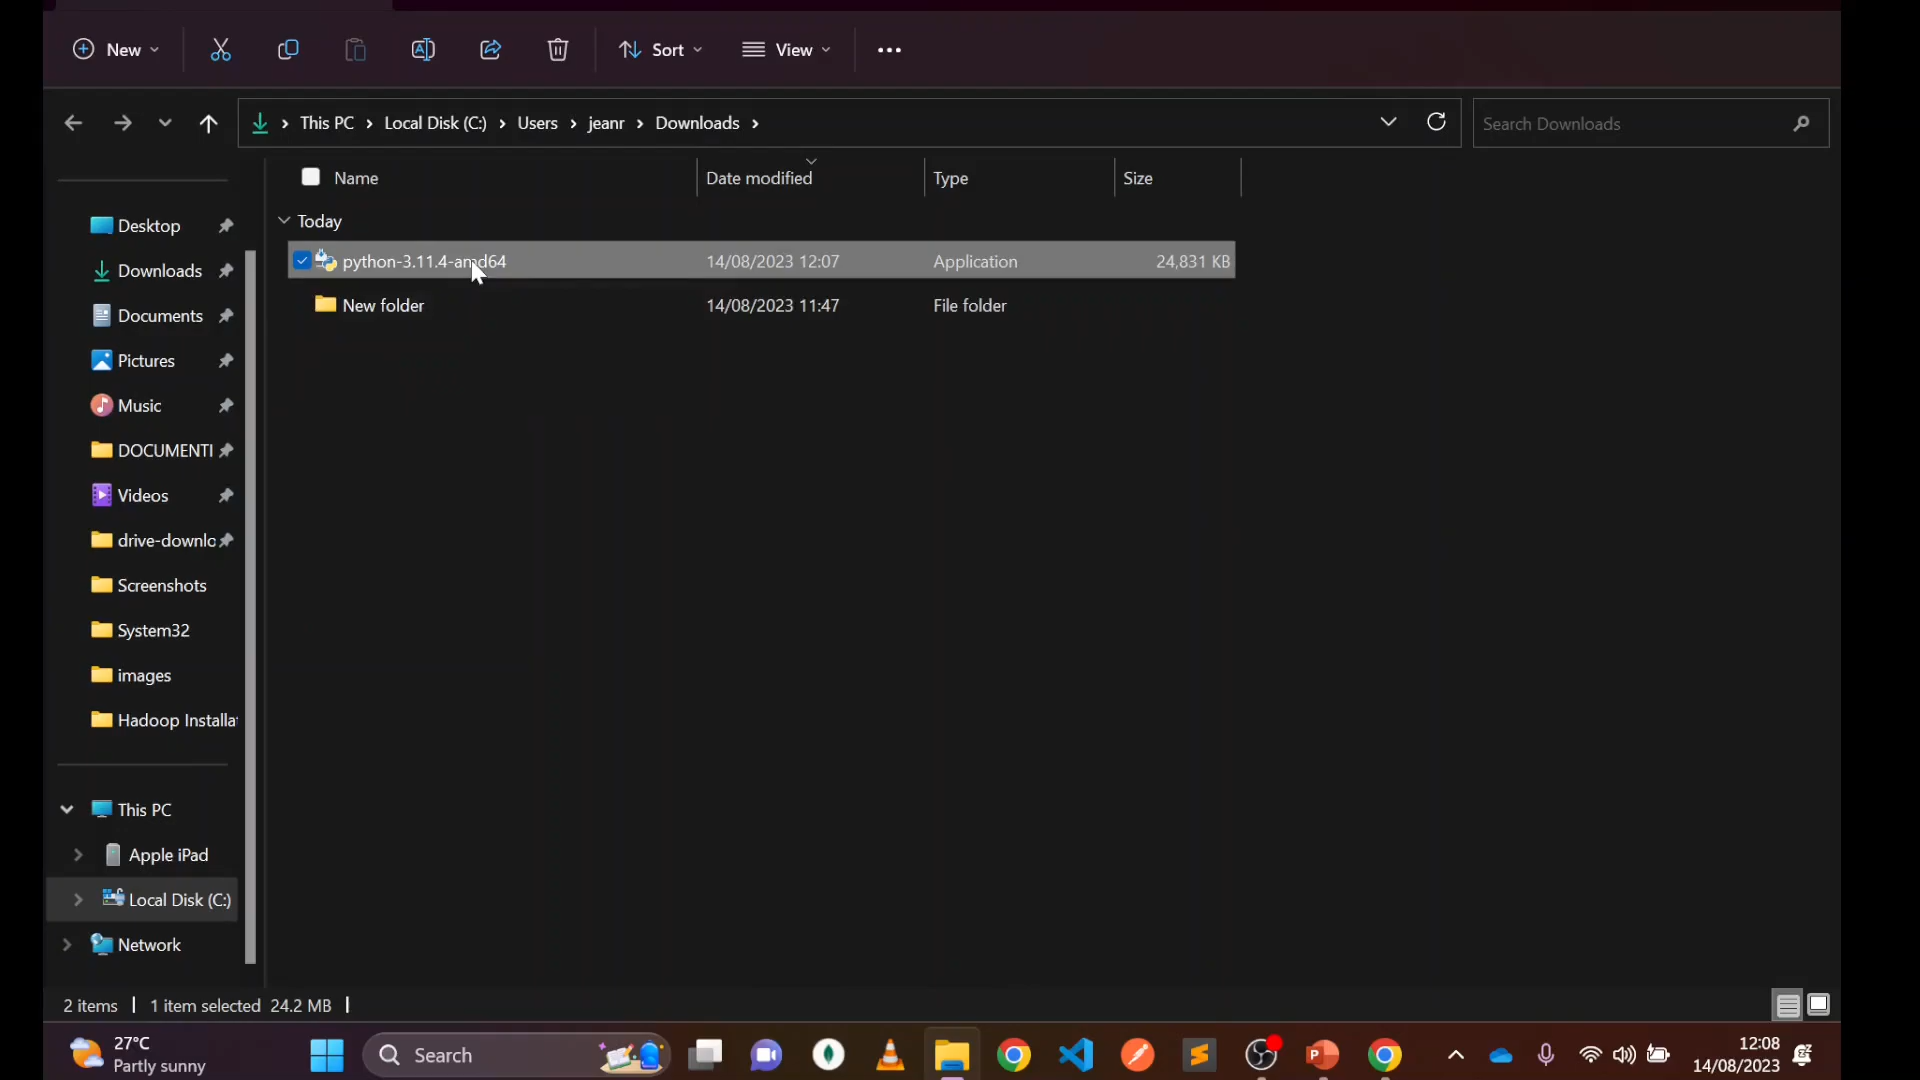 New
Sort
View
This PC
Local Disk (C:)
Users
jeanr
Downloads
Search Downloads
Name
Date modified
Type
Size
Today
python-3.11.4-amd64 14/08/2023 12:07 Application 24,831 KB
New folder 14/08/2023 11:47 File folder
Desktop
Downloads
Documents
Pictures
Music
DOCUMENTI
Videos
drive-downlo
Screenshots
System32
images
Hadoop Installat
This PC
Apple iPad
Local Disk (C:)
Network
2 items
1 item selected 24.2 MB
27°C
Partly sunny
Search
12:08
14/08/2023